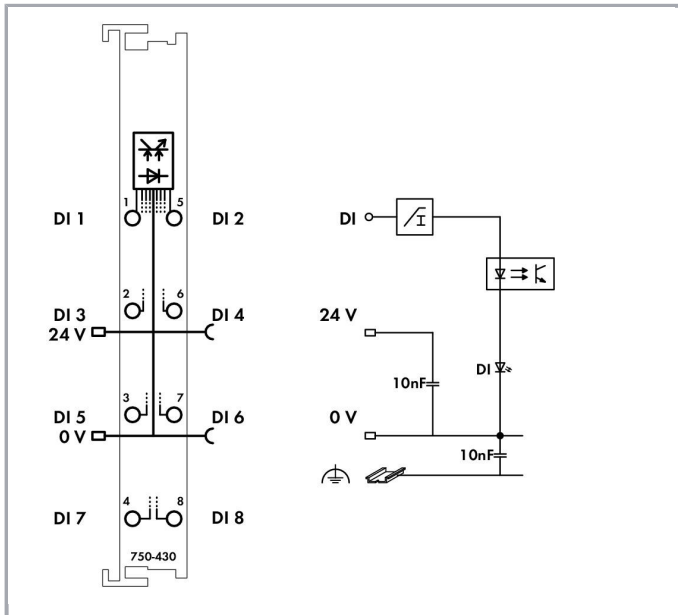 1 5
DI 1 DI 2
2 6
DI 3 DI 4
24 V
3 7
DI 5 DI 6
0 V
4 8
DI 7 DI 8
750-430
DI
I
24 V
DI
10nF
0 V
10nF